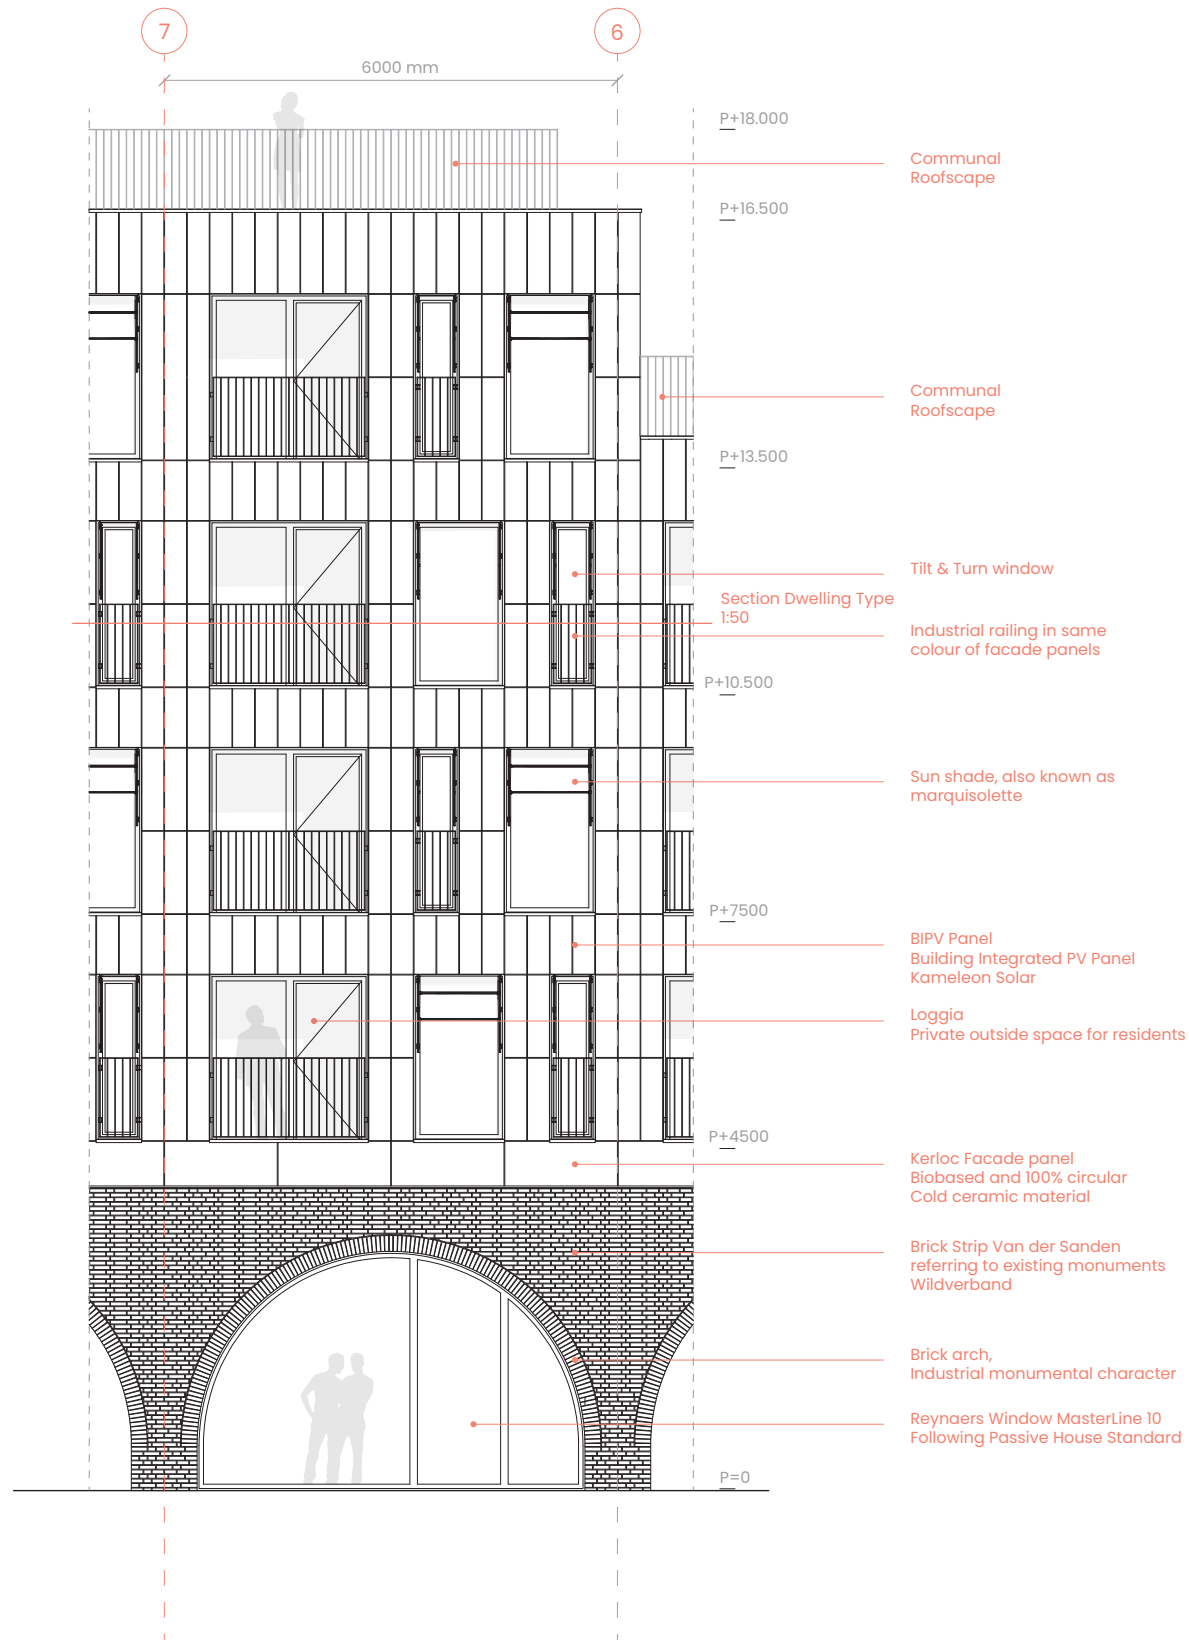 7
6
6000 mm
P+18.000
Communal
Roofscape
P+16.500
Communal
Roofscape
P+13.500
Tilt & Turn window
Section Dwelling Type
1:50
Industrial railing in same
colour of facade panels
P+10.500
Sun shade, also known as
marquisolette
P+7500
BIPV Panel
Building Integrated PV Panel
Kameleon Solar
Loggia
Private outside space for residents
P+4500
Kerloc Facade panel
Biobased and 100% circular
Cold ceramic material
Brick Strip Van der Sanden
referring to existing monuments
Wildverband
Brick arch,
Industrial monumental character
Reynaers Window MasterLine 10
Following Passive House Standard
P=0